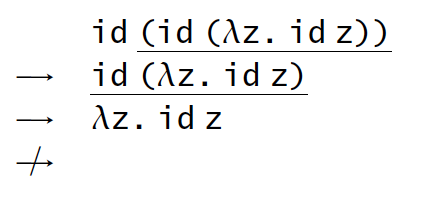 id (id (λz. id z))
→ id (λz. id z)
→ λz. id z
↛